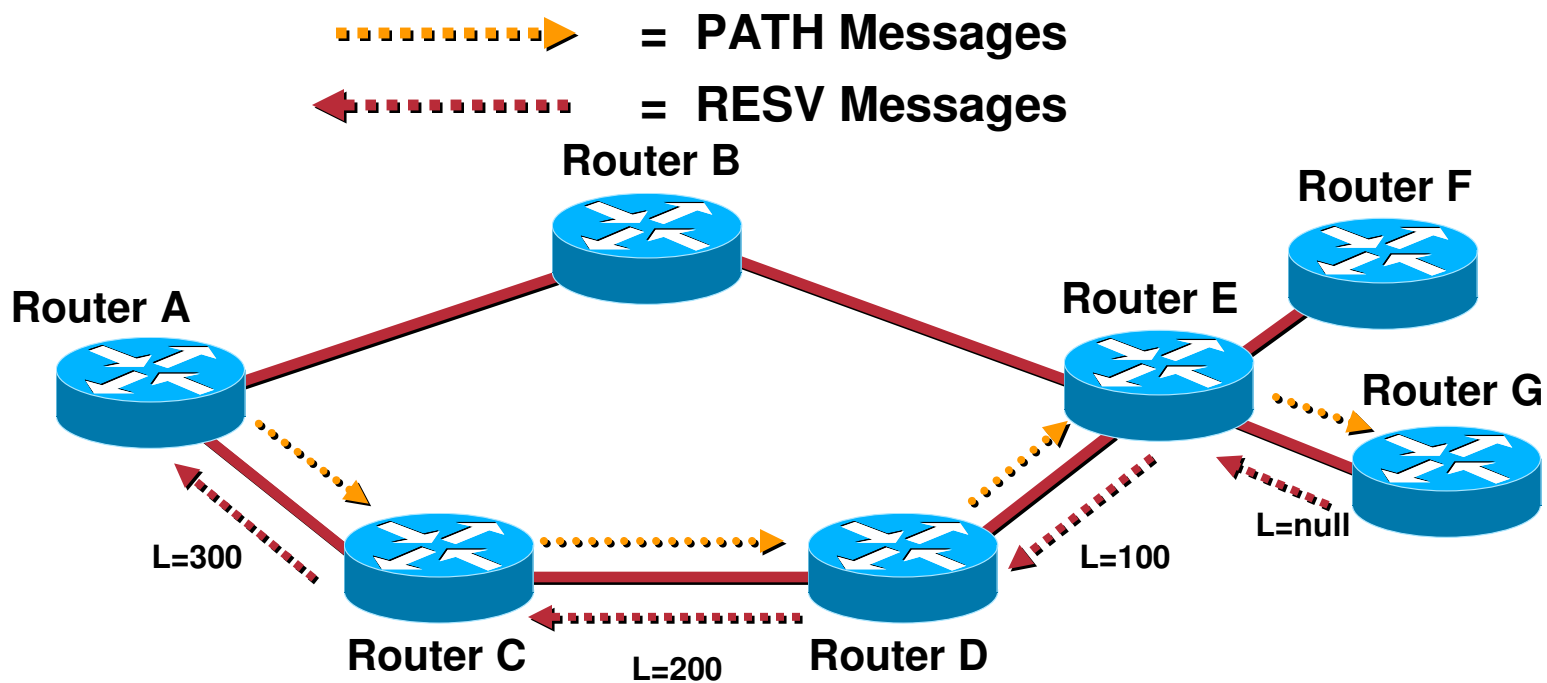 = PATH Messages
= RESV Messages
Router B
Router F
Router E
Router A
Router G
L=null
L=300
L=100
Router C
Router D
L=200